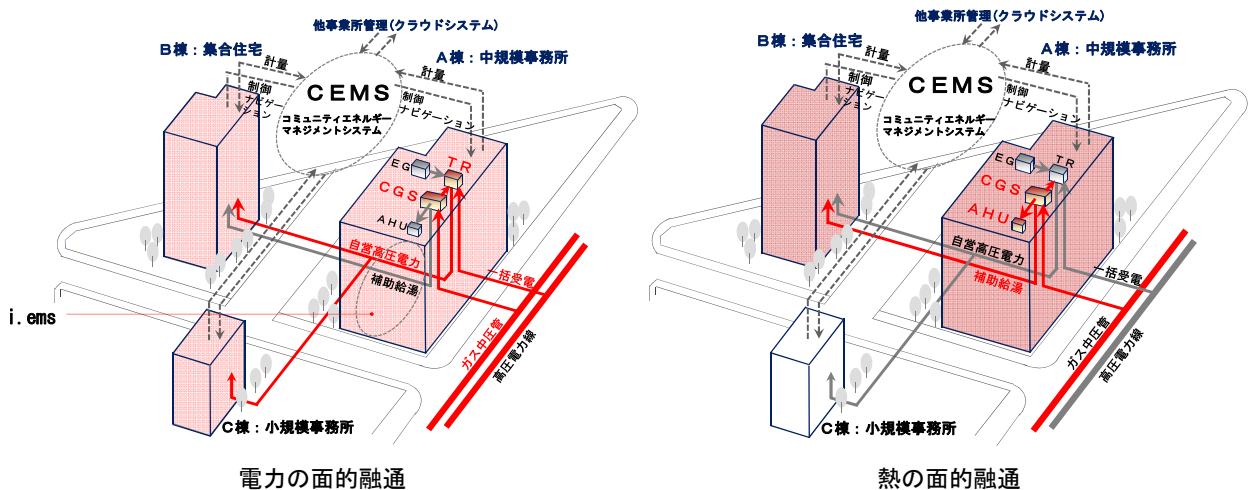 他事業所管理(クラウドシステム)
B棟：集合住宅
A棟：中規模事務所
計量
計量
制御
ナビゲーション
CEMS
制御
ナビゲーション
コミュニティエネルギー
マネジメントシステム
EG
TR
CGS
AHU
自営高圧電力
補助給湯
一括受電
i.ems
ガス中圧管
高圧電力線
C棟：小規模事務所
電力の面的融通
他事業所管理(クラウドシステム)
B棟：集合住宅
A棟：中規模事務所
計量
計量
制御
ナビゲー
ション
CEMS
制御
ナビゲーション
コミュニティエネルギー
マネジメントシステム
EG
TR
CGS
AHU
自営高圧電力
補助給湯
一括受電
ガス中圧管
高圧電力線
C棟：小規模事務所
熱の面的融通